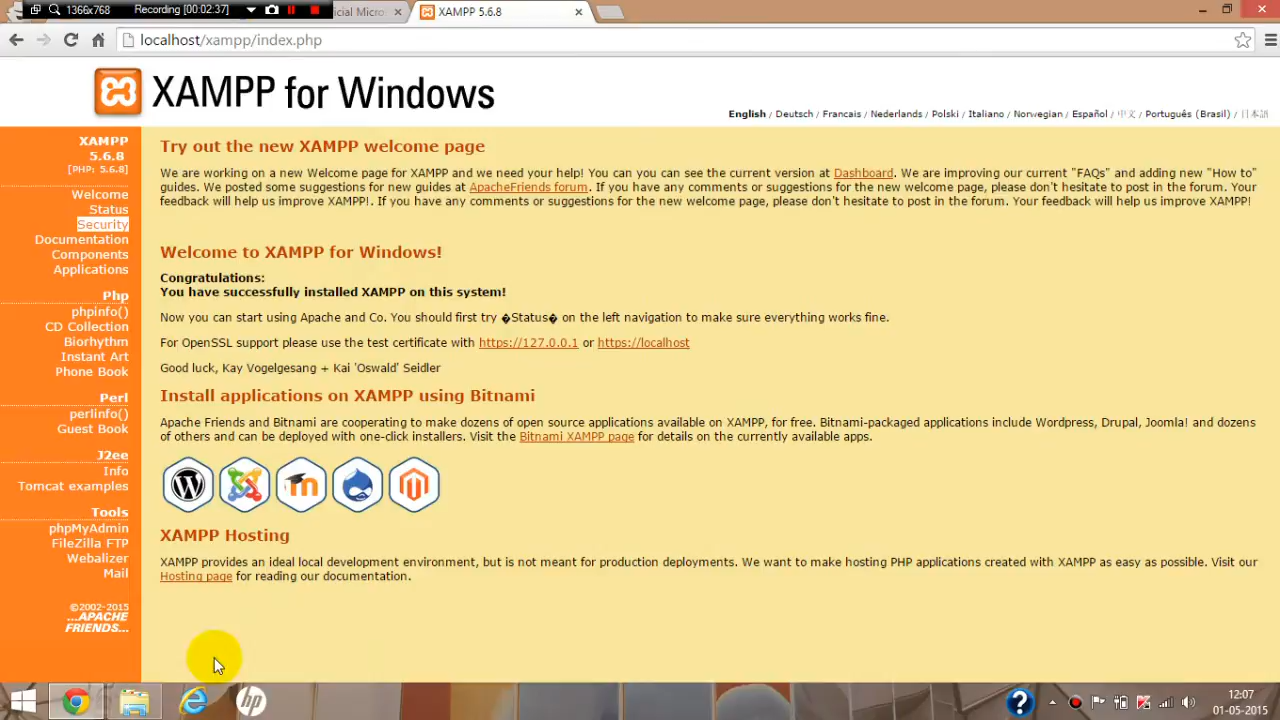 1366x768
Recording [00:02:37]
icial Micro
XAMPP 5.6.8
localhost/xampp/index.php
XAMPP for Windows
English / Deutsch / Francais / Nederlands / Polski / Italiano / Norwegian / Español / 中文 / Português (Brasil) / 日本語
XAMPP
5.6.8
[PHP: 5.6.8]
Welcome
Status
Security
Documentation
Components
Applications
Php
phpinfo()
CD Collection
Biorhythm
Instant Art
Phone Book
Perl
perlinfo()
Guest Book
J2ee
Info
Tomcat examples
Tools
phpMyAdmin
FileZilla FTP
Webalizer
Mail
©2002-2015
...APACHE
FRIENDS...
Try out the new XAMPP welcome page
We are working on a new Welcome page for XAMPP and we need your help! You can you can see the current version at Dashboard. We are improving our current "FAQs" and adding new "How to"
guides. We posted some suggestions for new guides at ApacheFriends forum. If you have any comments or suggestions for the new welcome page, please don't hesitate to post in the forum. Your
feedback will help us improve XAMPP!. If you have any comments or suggestions for the new welcome page, please don't hesitate to post in the forum. Your feedback will help us improve XAMPP!
Welcome to XAMPP for Windows!
Congratulations:
You have successfully installed XAMPP on this system!
Now you can start using Apache and Co. You should first try �Status� on the left navigation to make sure everything works fine.
For OpenSSL support please use the test certificate with https://127.0.0.1 or https://localhost
Good luck, Kay Vogelgesang + Kai 'Oswald' Seidler
Install applications on XAMPP using Bitnami
Apache Friends and Bitnami are cooperating to make dozens of open source applications available on XAMPP, for free. Bitnami-packaged applications include Wordpress, Drupal, Joomla! and dozens
of others and can be deployed with one-click installers. Visit the Bitnami XAMPP page for details on the currently available apps.
XAMPP Hosting
XAMPP provides an ideal local development environment, but is not meant for production deployments. We want to make hosting PHP applications created with XAMPP as easy as possible. Visit our
Hosting page for reading our documentation.
12:07
01-05-2015